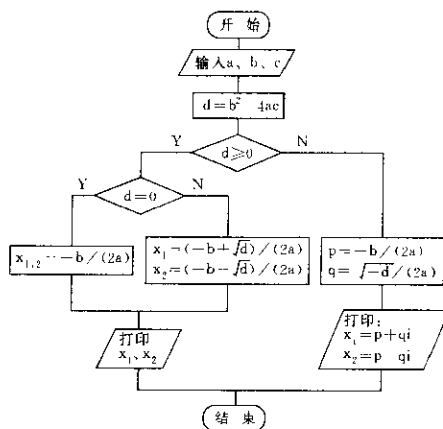 开始
输入a、b、c
d=b² 4ac
Y
d⩾0
N
Y
d=0
N
x₁,₂ --b/(2a)
x₁=(-b+√d)/(2a)
x₂=(-b-√d)/(2a)
p=-b/(2a)
q=√-d/(2a)
打印
x₁、x₂
打印:
x₁=p+qi
x₂=p qi
结束